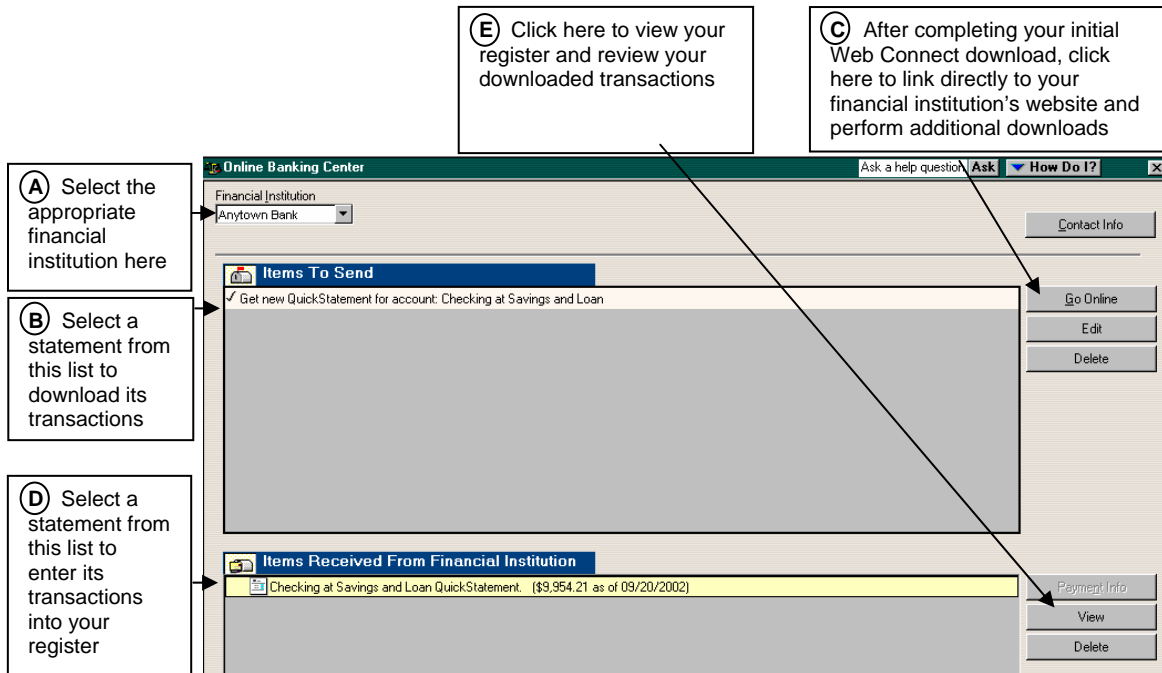 E Click here to view your
register and review your
downloaded transactions
C After completing your initial
Web Connect download, click
here to link directly to your
financial institution's website and
perform additional downloads
A Select the
appropriate
financial
institution here
B Select a
statement from
this list to
download its
transactions
D Select a
statement from
this list to
enter its
transactions
into your
register
Online Banking Center
Ask a help question
Ask
How Do I?
Financial Institution
Anytown Bank
Contact Info
Items To Send
Get new QuickStatement for account: Checking at Savings and Loan
Go Online
Edit
Delete
Items Received From Financial Institution
Checking at Savings and Loan QuickStatement. ($9,954.21 as of 09/20/2002)
Payment Info
View
Delete